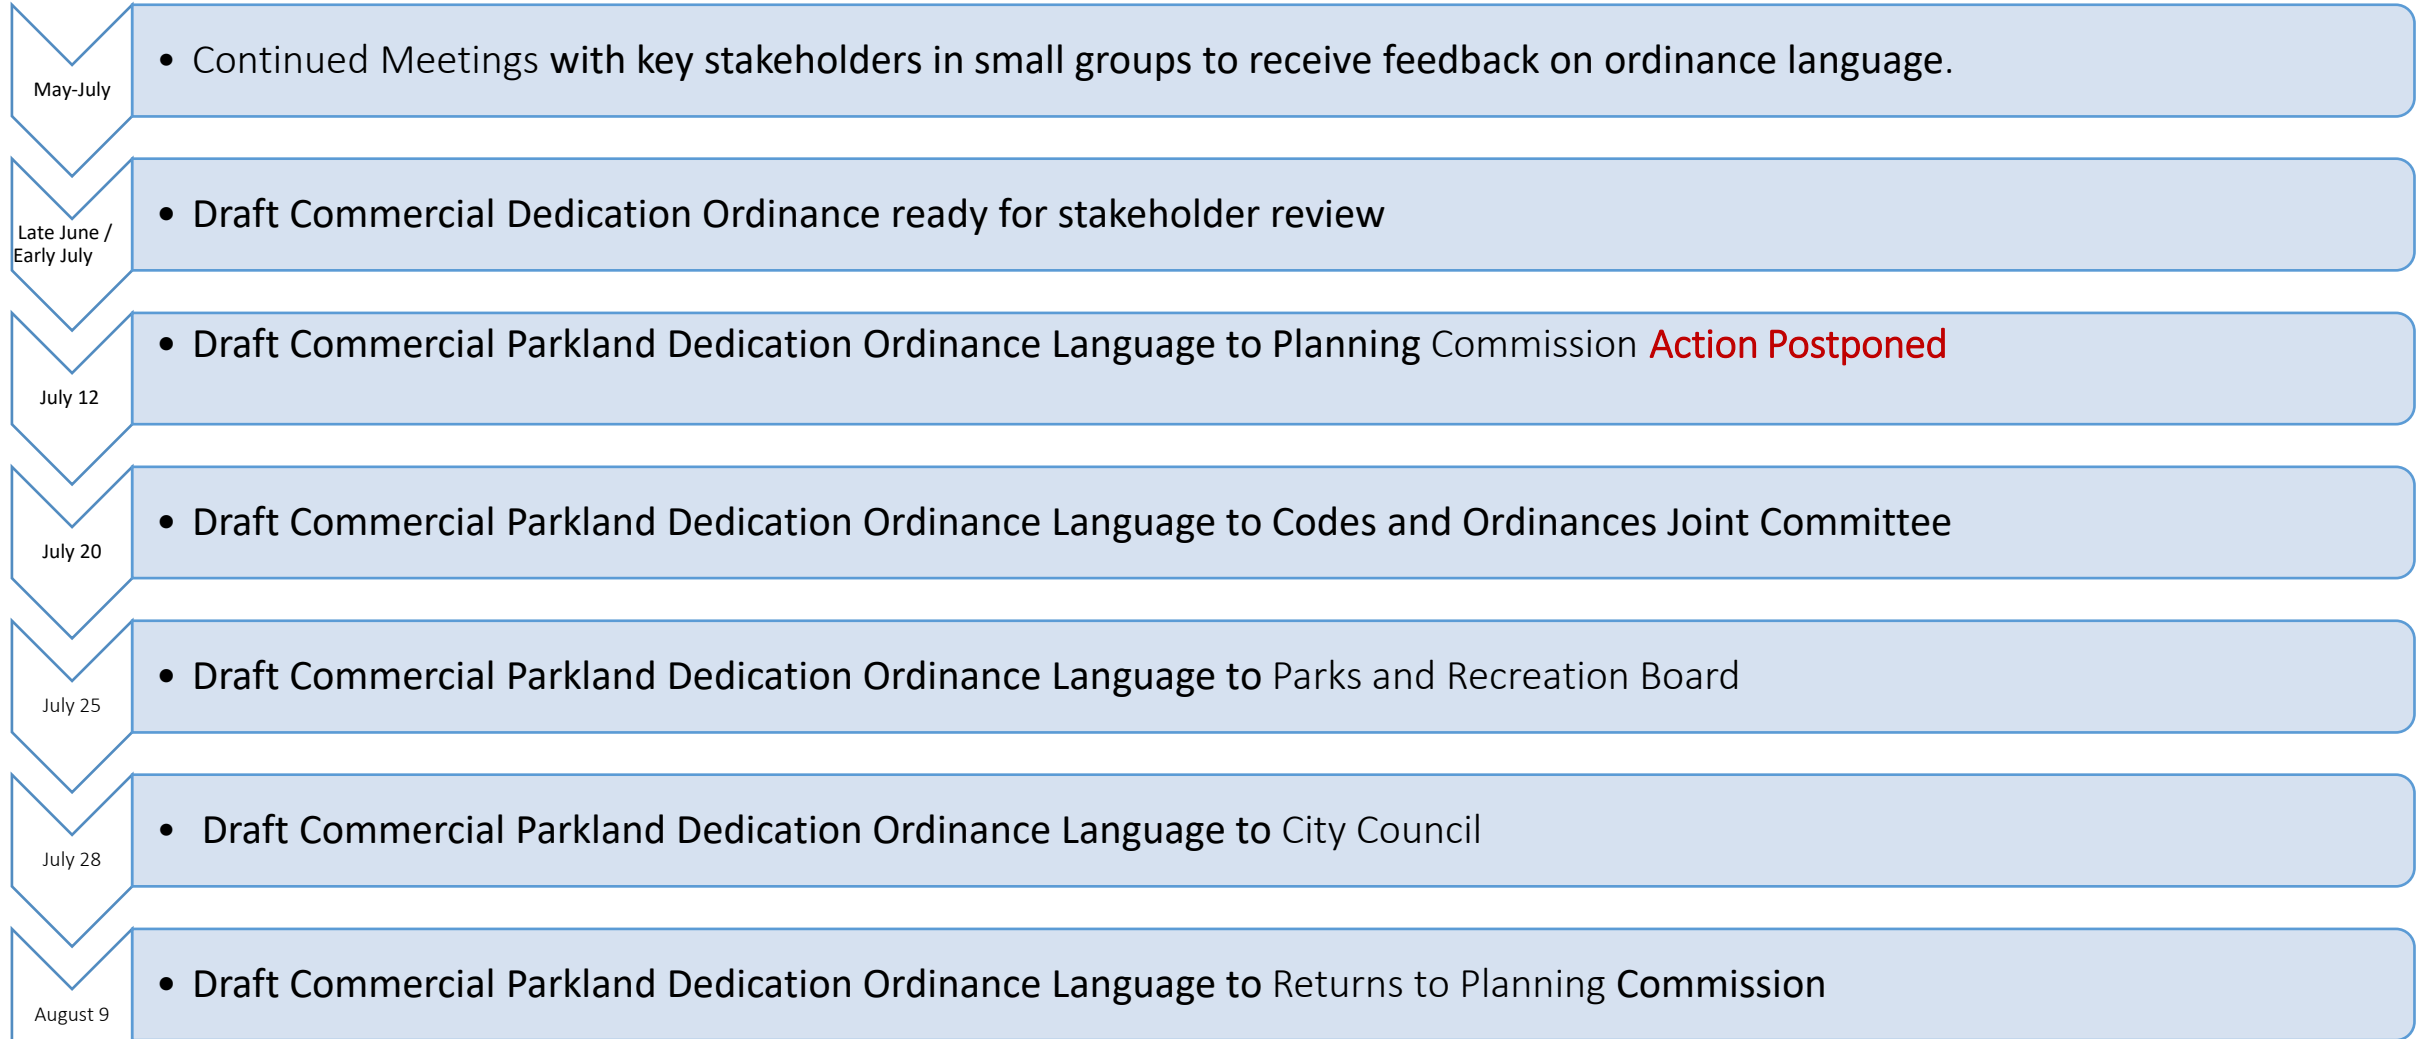 May-July
• Continued Meetings with key stakeholders in small groups to receive feedback on ordinance language.
Late June /
Early July
• Draft Commercial Dedication Ordinance ready for stakeholder review
July 12
• Draft Commercial Parkland Dedication Ordinance Language to Planning Commission Action Postponed
July 20
• Draft Commercial Parkland Dedication Ordinance Language to Codes and Ordinances Joint Committee
July 25
• Draft Commercial Parkland Dedication Ordinance Language to Parks and Recreation Board
July 28
• Draft Commercial Parkland Dedication Ordinance Language to City Council
August 9
• Draft Commercial Parkland Dedication Ordinance Language to Returns to Planning Commission